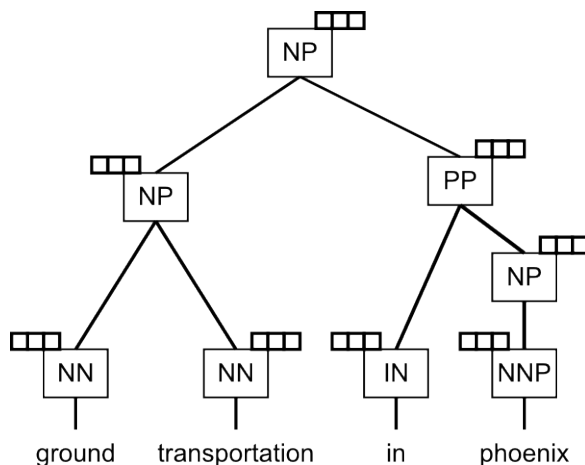 NP
NP
PP
NP
NN
NN
IN
NNP
ground transportation in phoenix